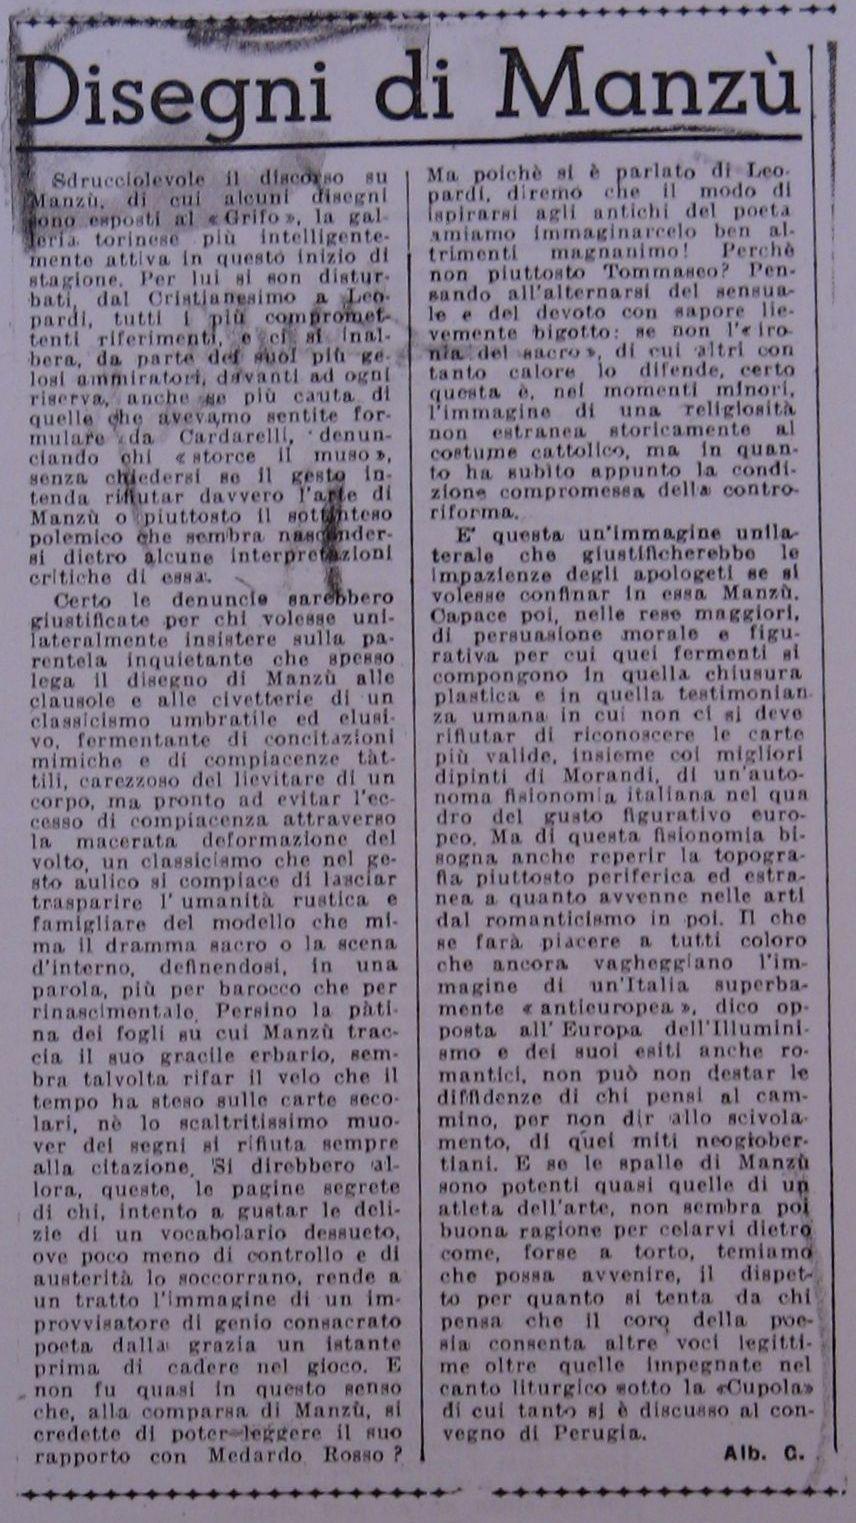 Disegni di Manzù
Sdrucciolevole il discorso su
Manzù, di cui alcuni disegni
sono esposti al «Grifo», la gal-
leria torinese più intelligente-
mente attiva in questo inizio di
stagione. Per lui si son distur-
bati, dal Cristianesimo a Leo-
pardi, tutti i più compromet-
tenti riferimenti, e ci si inal-
bera, da parte dei suoi più ge-
losi ammiratori, davanti ad ogni
riserva, anche se più cauta di
quelle che avevamo sentite for-
mulare da Cardarelli, denun-
ciando chi «storce il muso»,
senza chiedersi se il gesto in-
tenda rifiutar davvero l'arte di
Manzù o piuttosto il sottinteso
polemico che sembra nasconder-
si dietro alcune interpretazioni
critiche di essa.
Certo le denuncie sarebbero
giustificate per chi volesse uni-
lateralmente insistere sulla pa-
rentela inquietante che spesso
lega il disegno di Manzù alle
clausole e alle civetterie di un
classicismo umbratile ed elusi-
vo, fermentante di concitazioni
mimiche e di compiacenze tàt-
tili, carezzoso del lievitare di un
corpo, ma pronto ad evitar l'ec-
cesso di compiacenza attraverso
la macerata deformazione del
volto, un classicismo che nel ge-
sto aulico si compiace di lasciar
trasparire l'umanità rustica e
famigliare del modello che mi-
ma il dramma sacro o la scena
d'interno, definendosi, in una
parola, più per barocco che per
rinascimentale. Persino la pàti-
na dei fogli su cui Manzù trac-
cia il suo gracile erbario, sem-
bra talvolta rifar il velo che il
tempo ha steso sulle carte seco-
lari, nè lo scaltritissimo muo-
ver dei segni si rifiuta sempre
alla citazione. Si direbbero al-
lora, queste, le pagine segrete
di chi, intento a gustar le deli-
zie di un vocabolario dessueto,
ove poco meno di controllo e di
austerità lo soccorrano, rende a
un tratto l'immagine di un im-
provvisatore di genio consacrato
poeta dalla grazia un istante
prima di cadere nel gioco. E
non fu quasi in questo senso
che, alla comparsa di Manzù, si
credette di poter leggere il suo
rapporto con Medardo Rosso?
Ma poichè si è parlato di Leo-
pardi, diremo che il modo di
ispirarsi agli antichi del poeta
amiamo immaginarcelo ben al-
trimenti magnanimo! Perchè
non piuttosto Tommaseo? Pen-
sando all'alternarsi del sensua-
le e del devoto con sapore lie-
vemente bigotto: se non l'«iro-
nia del sacro», di cui altri con
tanto calore lo difende, certo
questa è, nei momenti minori,
l'immagine di una religiosità
non estranea storicamente al
costume cattolico, ma in quan-
to ha subìto appunto la condi-
zione compromessa della contro-
riforma.
E' questa un'immagine unila-
terale che giustificherebbe le
impazienze degli apologeti se si
volesse confinar in essa Manzù.
Capace poi, nelle rese maggiori,
di persuasione morale e figu-
rativa per cui quei fermenti si
compongono in quella chiusura
plastica e in quella testimonian-
za umana in cui non ci si deve
rifiutar di riconoscere le carte
più valide, insieme coi migliori
dipinti di Morandi, di un'auto-
noma fisionomia italiana nel qua
dro del gusto figurativo euro-
peo. Ma di questa fisionomia bi-
sogna anche reperir la topogra-
fia piuttosto periferica ed estra-
nea a quanto avvenne nelle arti
dal romanticismo in poi. Il che
se farà piacere a tutti coloro
che ancora vagheggiano l'im-
magine di un'Italia superba-
mente «anticuropea», dico op-
posta all'Europa dell'Illumini-
smo e dei suoi esiti anche ro-
mantici, non può non destar le
diffidenze di chi pensi al cam-
mino, per non dir allo scivola-
mento, di quei miti neogiober-
tiani. E se le spalle di Manzù
sono potenti quasi quelle di un
atleta dell'arte, non sembra poi
buona ragione per celarvi dietro
come, forse a torto, temiamo
che possa avvenire, il dispet-
to per quanto si tenta da chi
pensa che il coro della poe-
sia consenta altre voci legitti-
me oltre quelle impegnate nel
canto liturgico sotto la «Cupola»
di cui tanto si è discusso al con-
vegno di Perugia.
Alb. C.